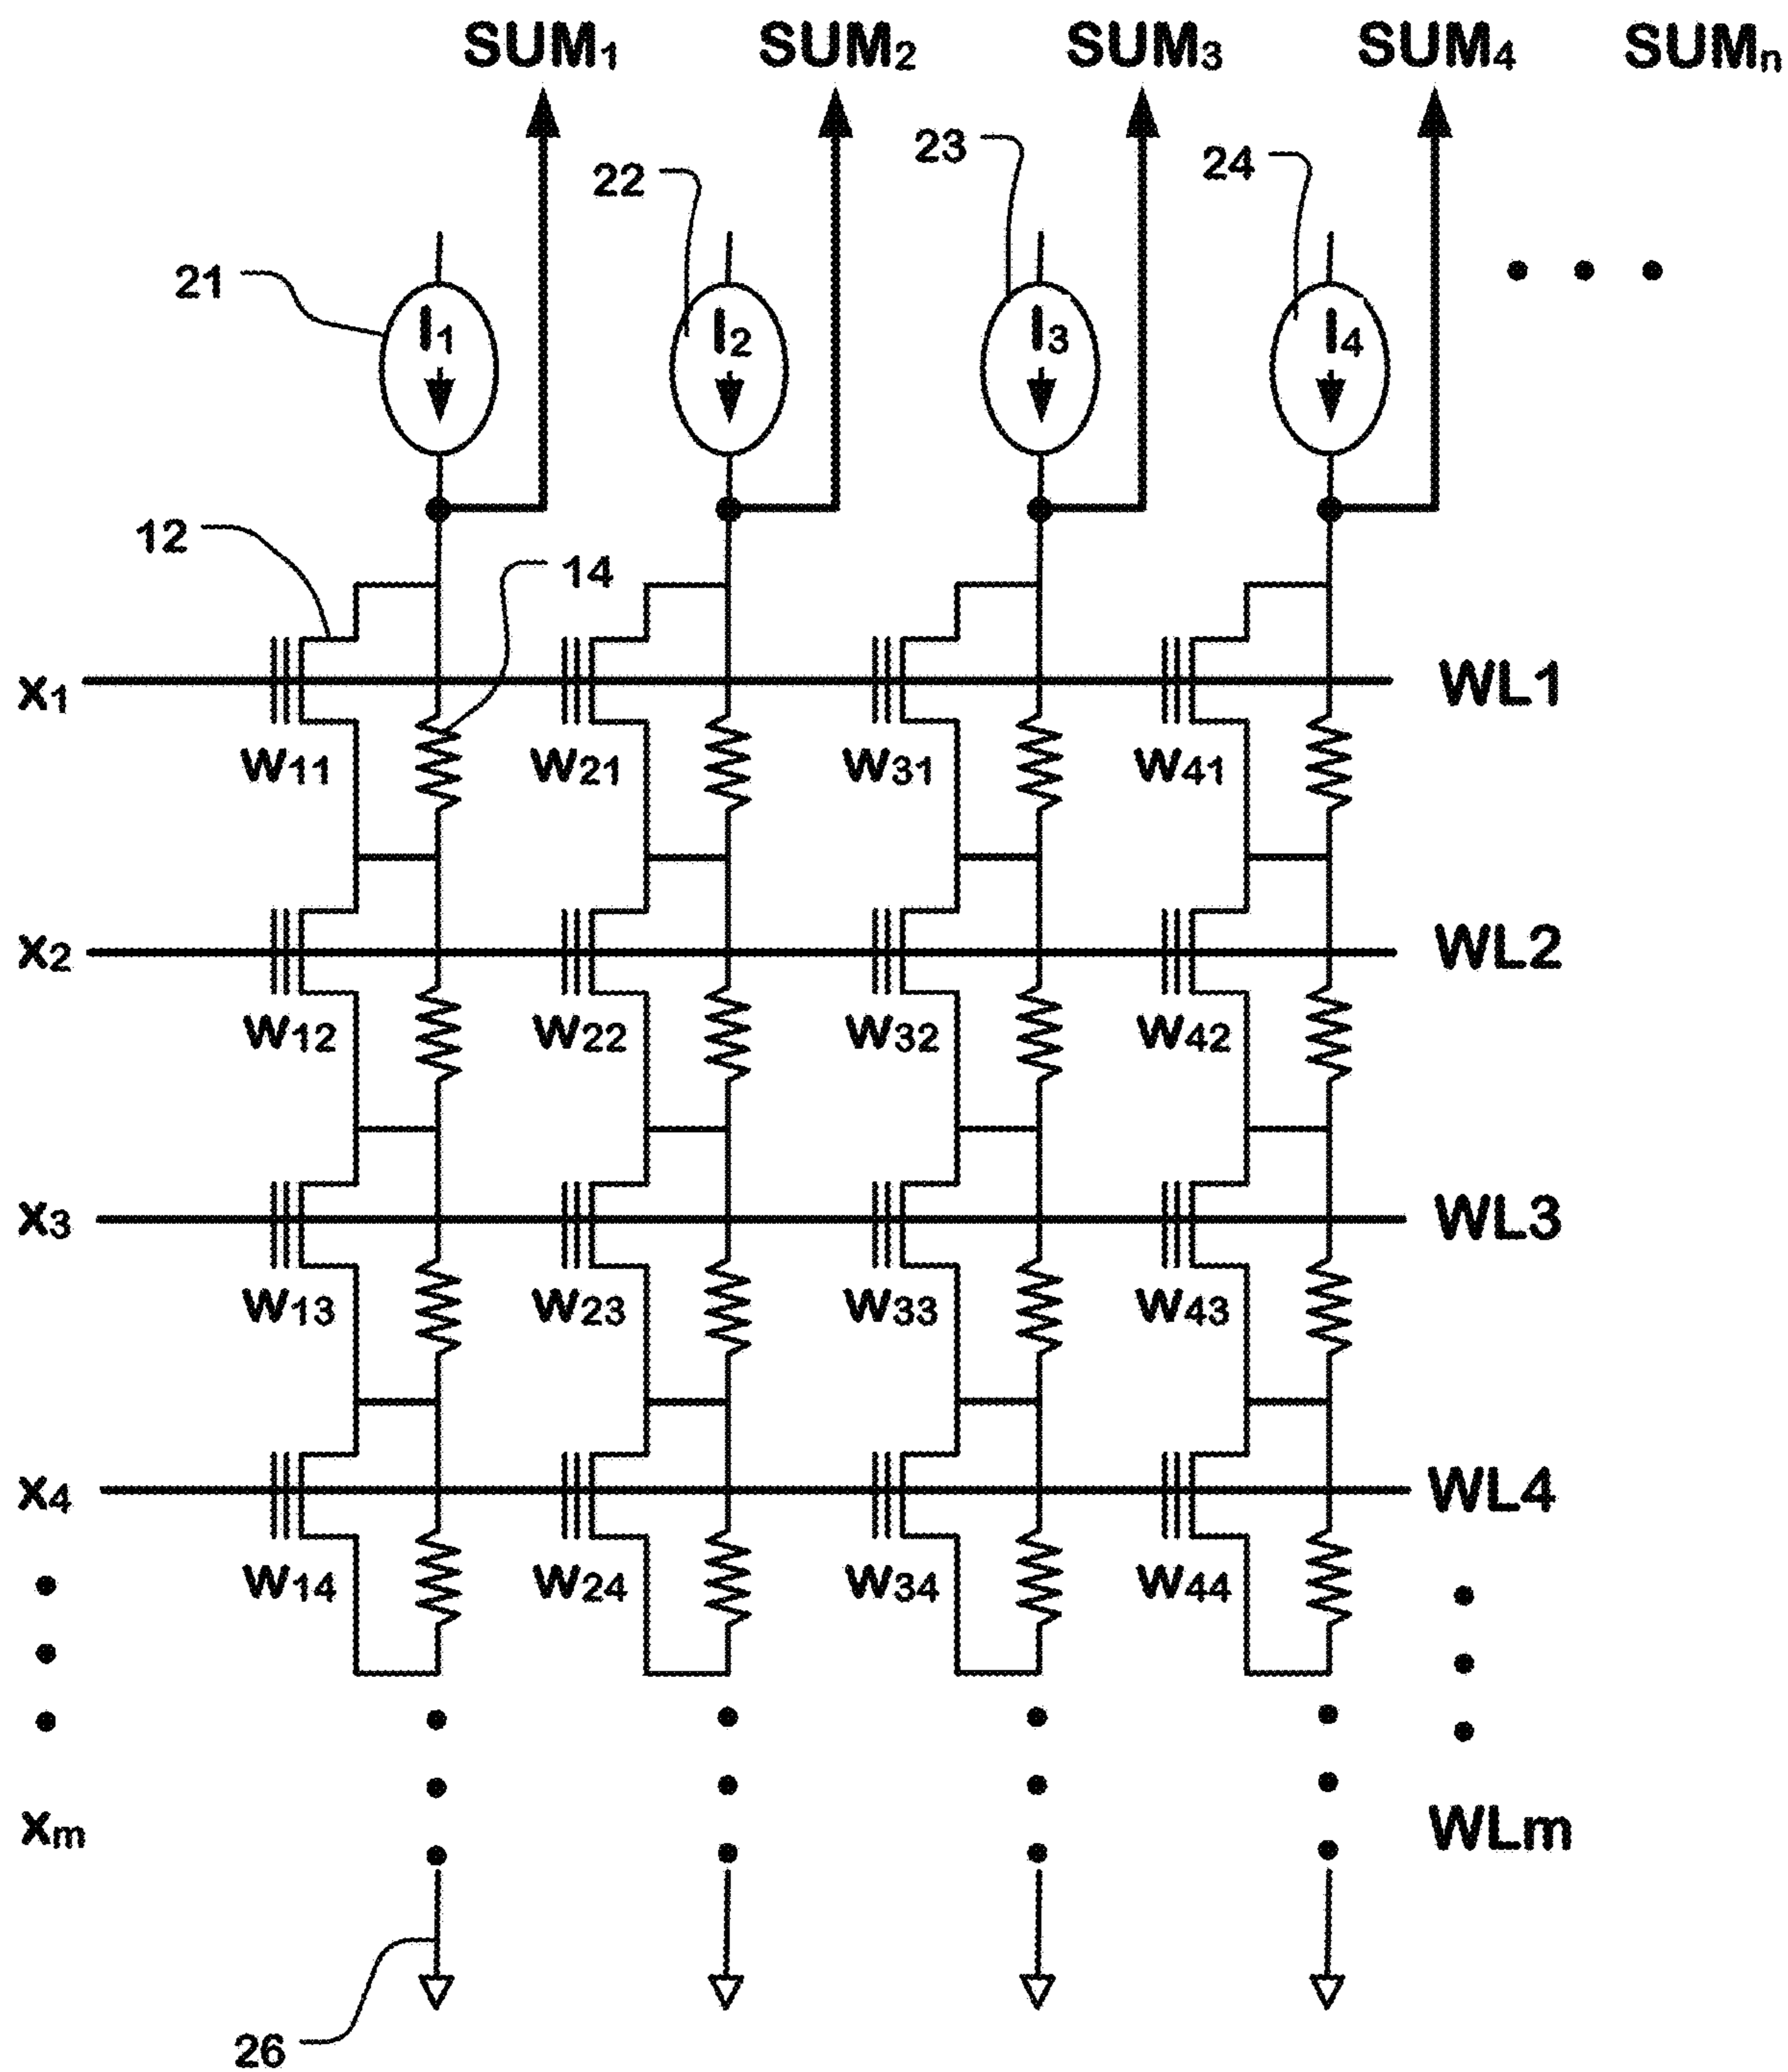 SUM₁ SUM₂ SUM₃ SUM₄ SUMₙ
21 22 23 24
I₁ I₂ I₃ I₄
12 14
x₁ WL1
w₁₁ w₂₁ w₃₁ w₄₁
x₂ WL2
w₁₂ w₂₂ w₃₂ w₄₂
x₃ WL3
w₁₃ w₂₃ w₃₃ w₄₃
x₄ WL4
w₁₄ w₂₄ w₃₄ w₄₄
xₘ WLm
26